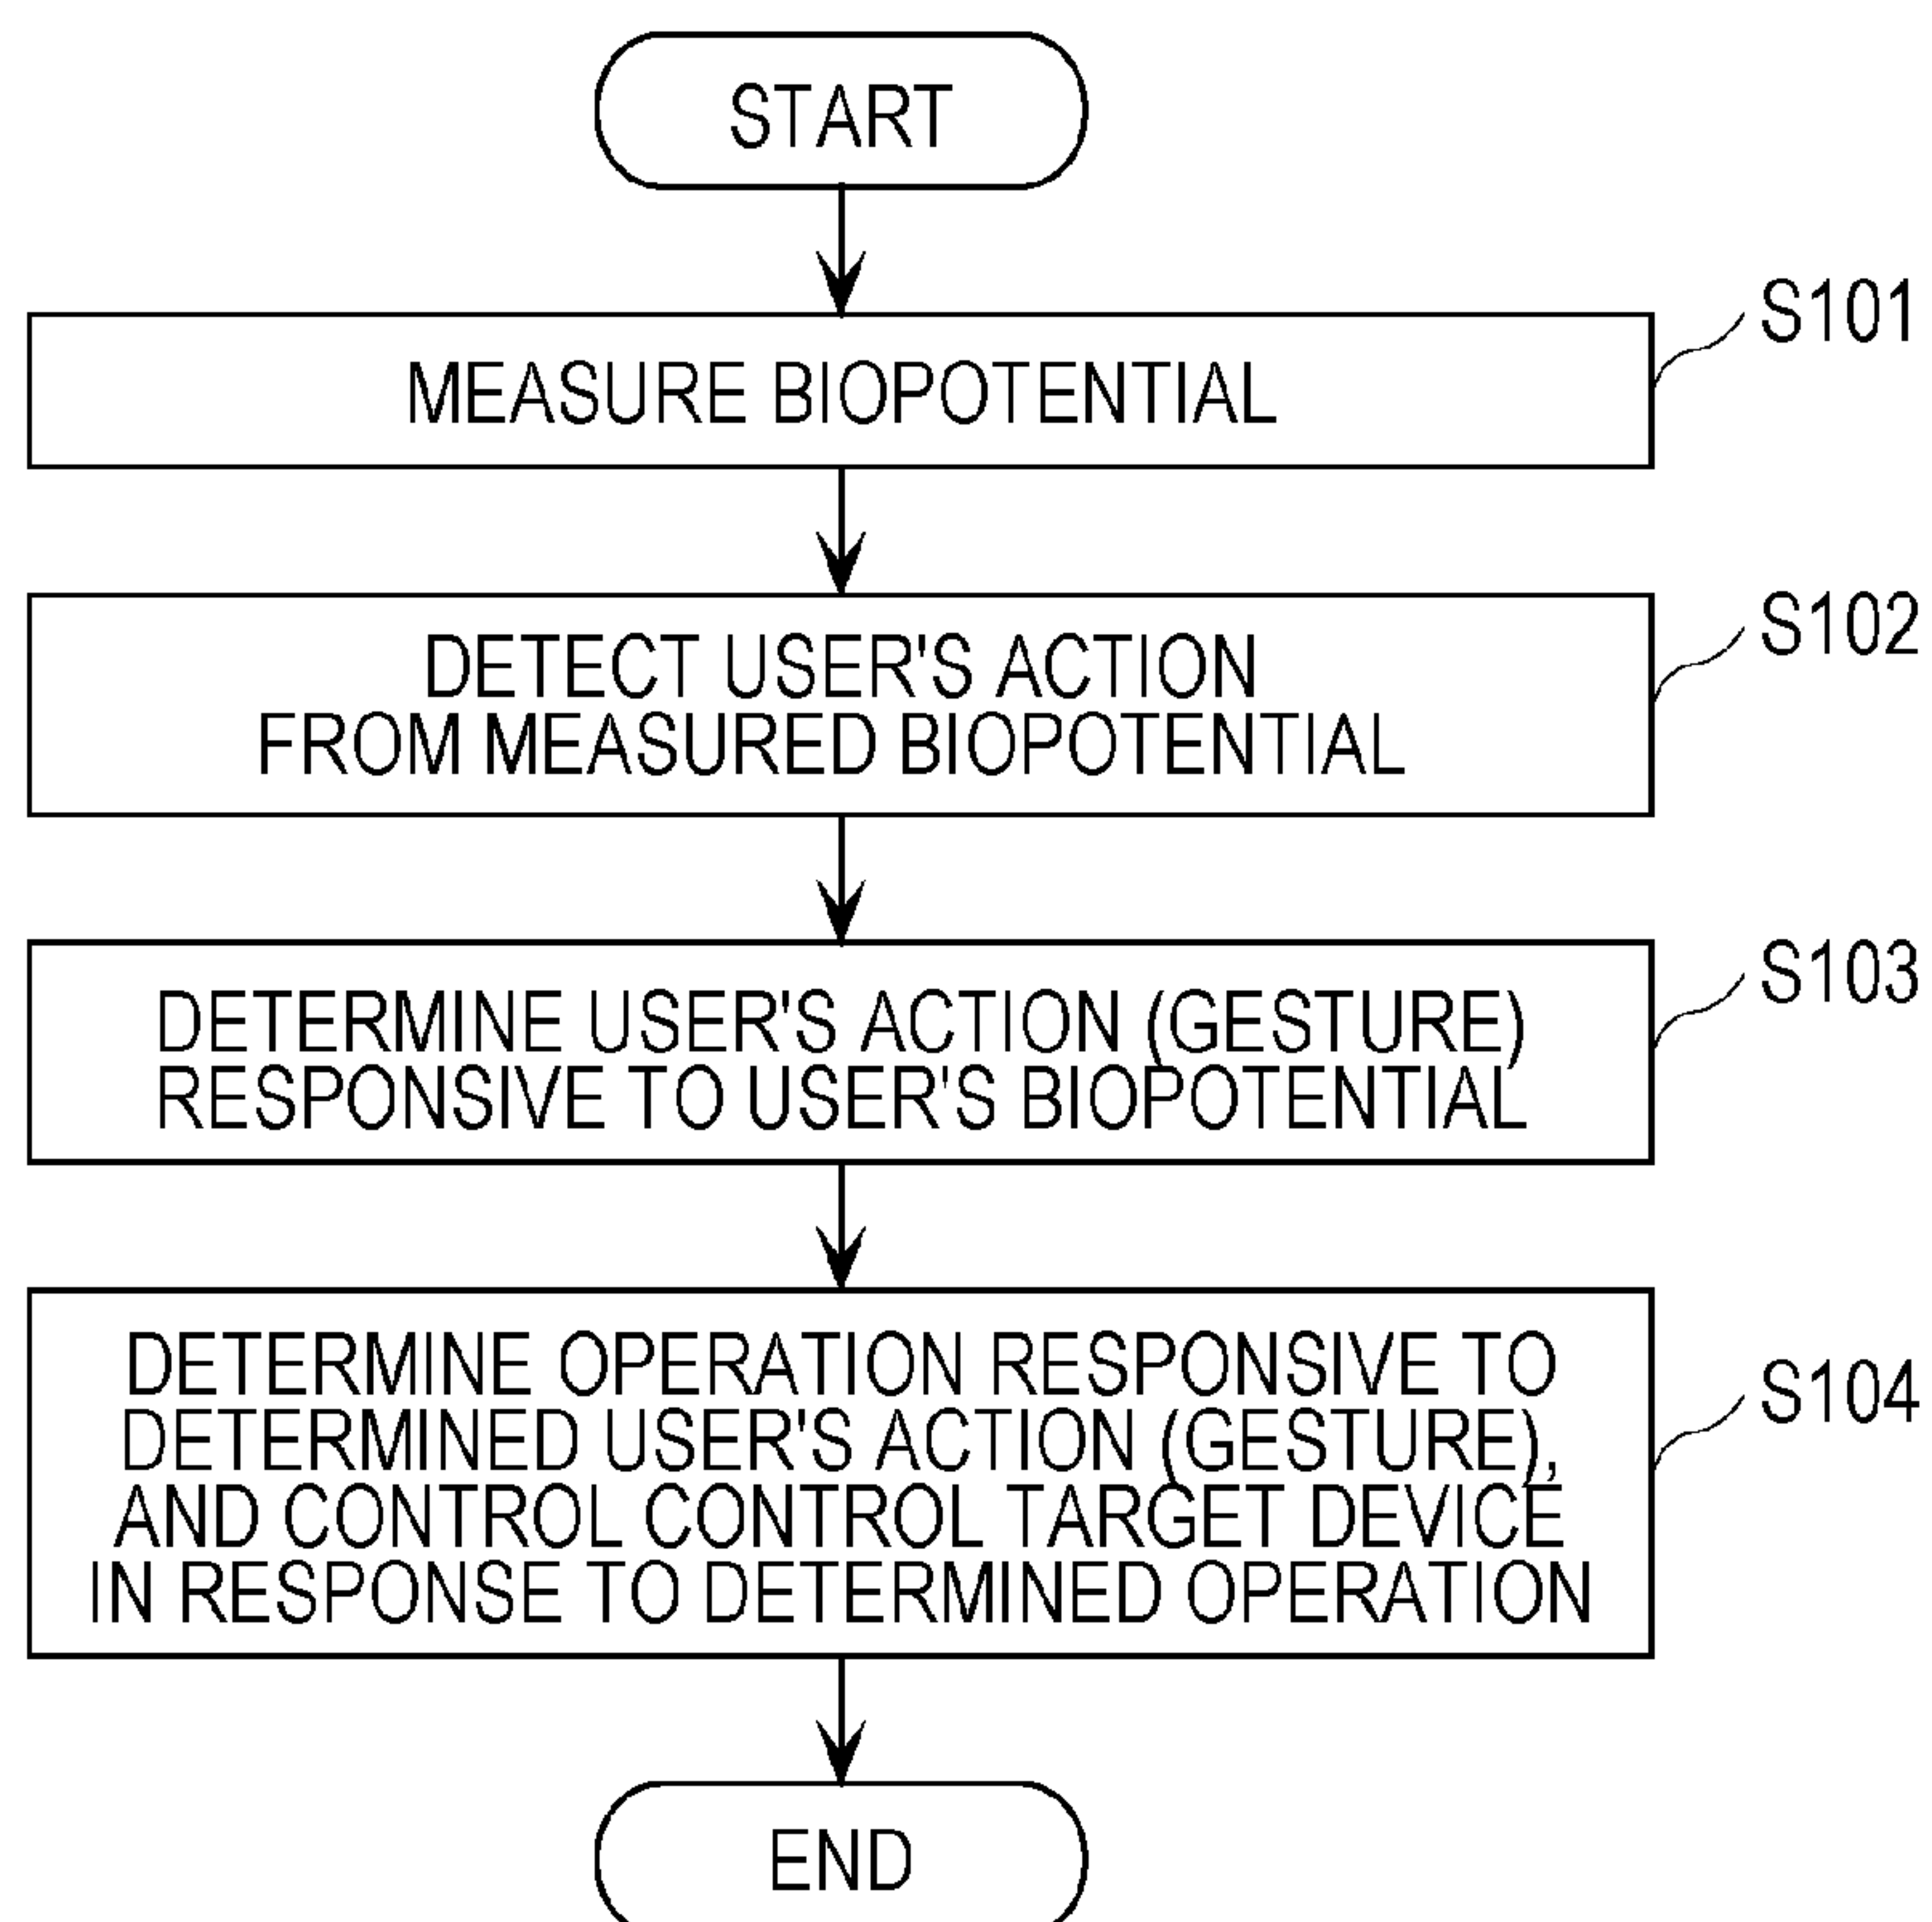 START
S101
MEASURE BIOPOTENTIAL
S102
DETECT USER'S ACTION
FROM MEASURED BIOPOTENTIAL
S103
DETERMINE USER'S ACTION (GESTURE)
RESPONSIVE TO USER'S BIOPOTENTIAL
S104
DETERMINE OPERATION RESPONSIVE TO
DETERMINED USER'S ACTION (GESTURE),
AND CONTROL CONTROL TARGET DEVICE
IN RESPONSE TO DETERMINED OPERATION
END